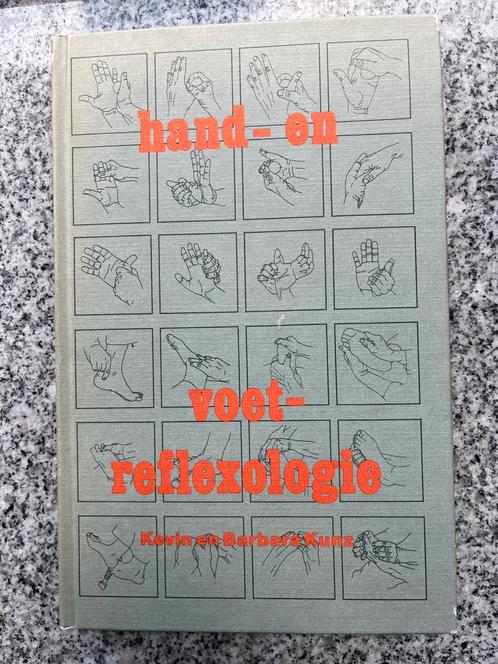 hand- en
voet-
reflexologie
Kevin en Barbara Kunz